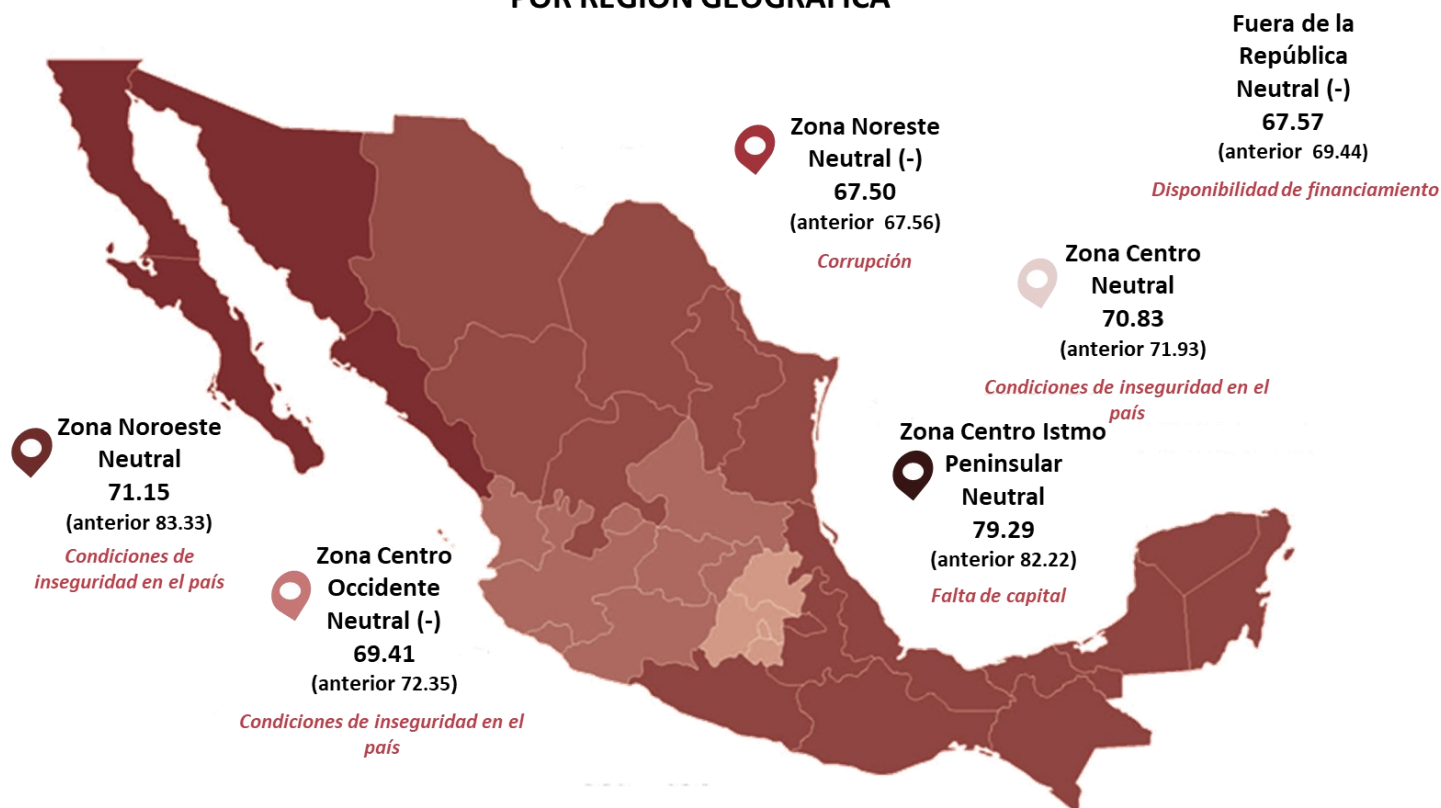 POR REGIÓN GEOGRÁFICA
Fuera de la
República
Neutral (-)
67.57
(anterior 69.44)
Disponibilidad de financiamiento
Zona Noreste
Neutral (-)
67.50
(anterior 67.56)
Corrupción
Zona Centro
Neutral
70.83
(anterior 71.93)
Condiciones de inseguridad en el
país
Zona Noroeste
Neutral
71.15
(anterior 83.33)
Condiciones de
inseguridad en el país
Zona Centro Istmo
Peninsular
Neutral
79.29
(anterior 82.22)
Falta de capital
Zona Centro
Occidente
Neutral (-)
69.41
(anterior 72.35)
Condiciones de inseguridad en el
país